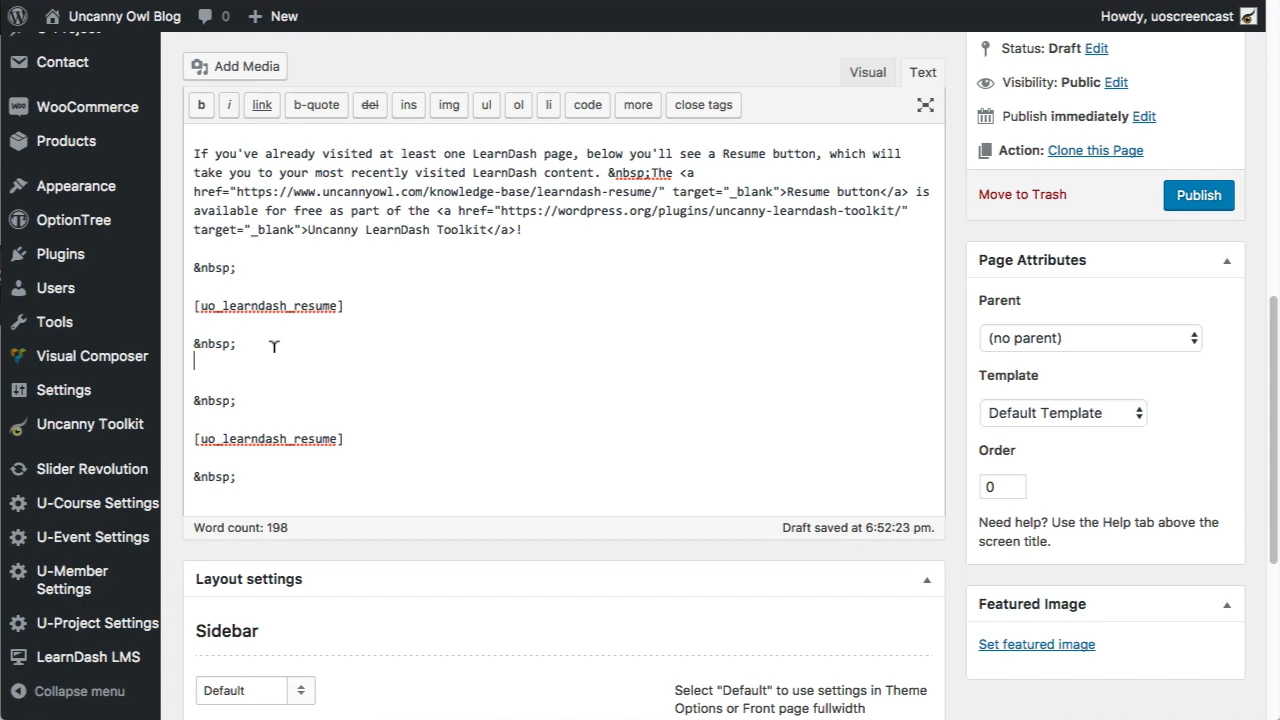 Uncanny Owl Blog 0 New Howdy, uoscreencast
Contact
WooCommerce
Products
Appearance
OptionTree
Plugins
Users
Tools
Visual Composer
Settings
Uncanny Toolkit
Slider Revolution
U-Course Settings
U-Event Settings
U-Member
Settings
U-Project Settings
LearnDash LMS
Collapse menu
Add Media
Visual Text
b i link b-quote del ins img ul ol li code more close tags
If you've already visited at least one LearnDash page, below you'll see a Resume button, which will
take you to your most recently visited LearnDash content. &nbsp;The <a
href="https://www.uncannyowl.com/knowledge-base/learndash-resume/" target="_blank">Resume button</a> is
available for free as part of the <a href="https://wordpress.org/plugins/uncanny-learndash-toolkit/"
target="_blank">Uncanny LearnDash Toolkit</a>!
&nbsp;
[uo_learndash_resume]
&nbsp;
&nbsp;
[uo_learndash_resume]
&nbsp;
Word count: 198 Draft saved at 6:52:23 pm.
Layout settings
Sidebar
Default
Select "Default" to use settings in Theme
Options or Front page fullwidth
Status: Draft Edit
Visibility: Public Edit
Publish immediately Edit
Action: Clone this Page
Move to Trash Publish
Page Attributes
Parent
(no parent)
Template
Default Template
Order
0
Need help? Use the Help tab above the
screen title.
Featured Image
Set featured image